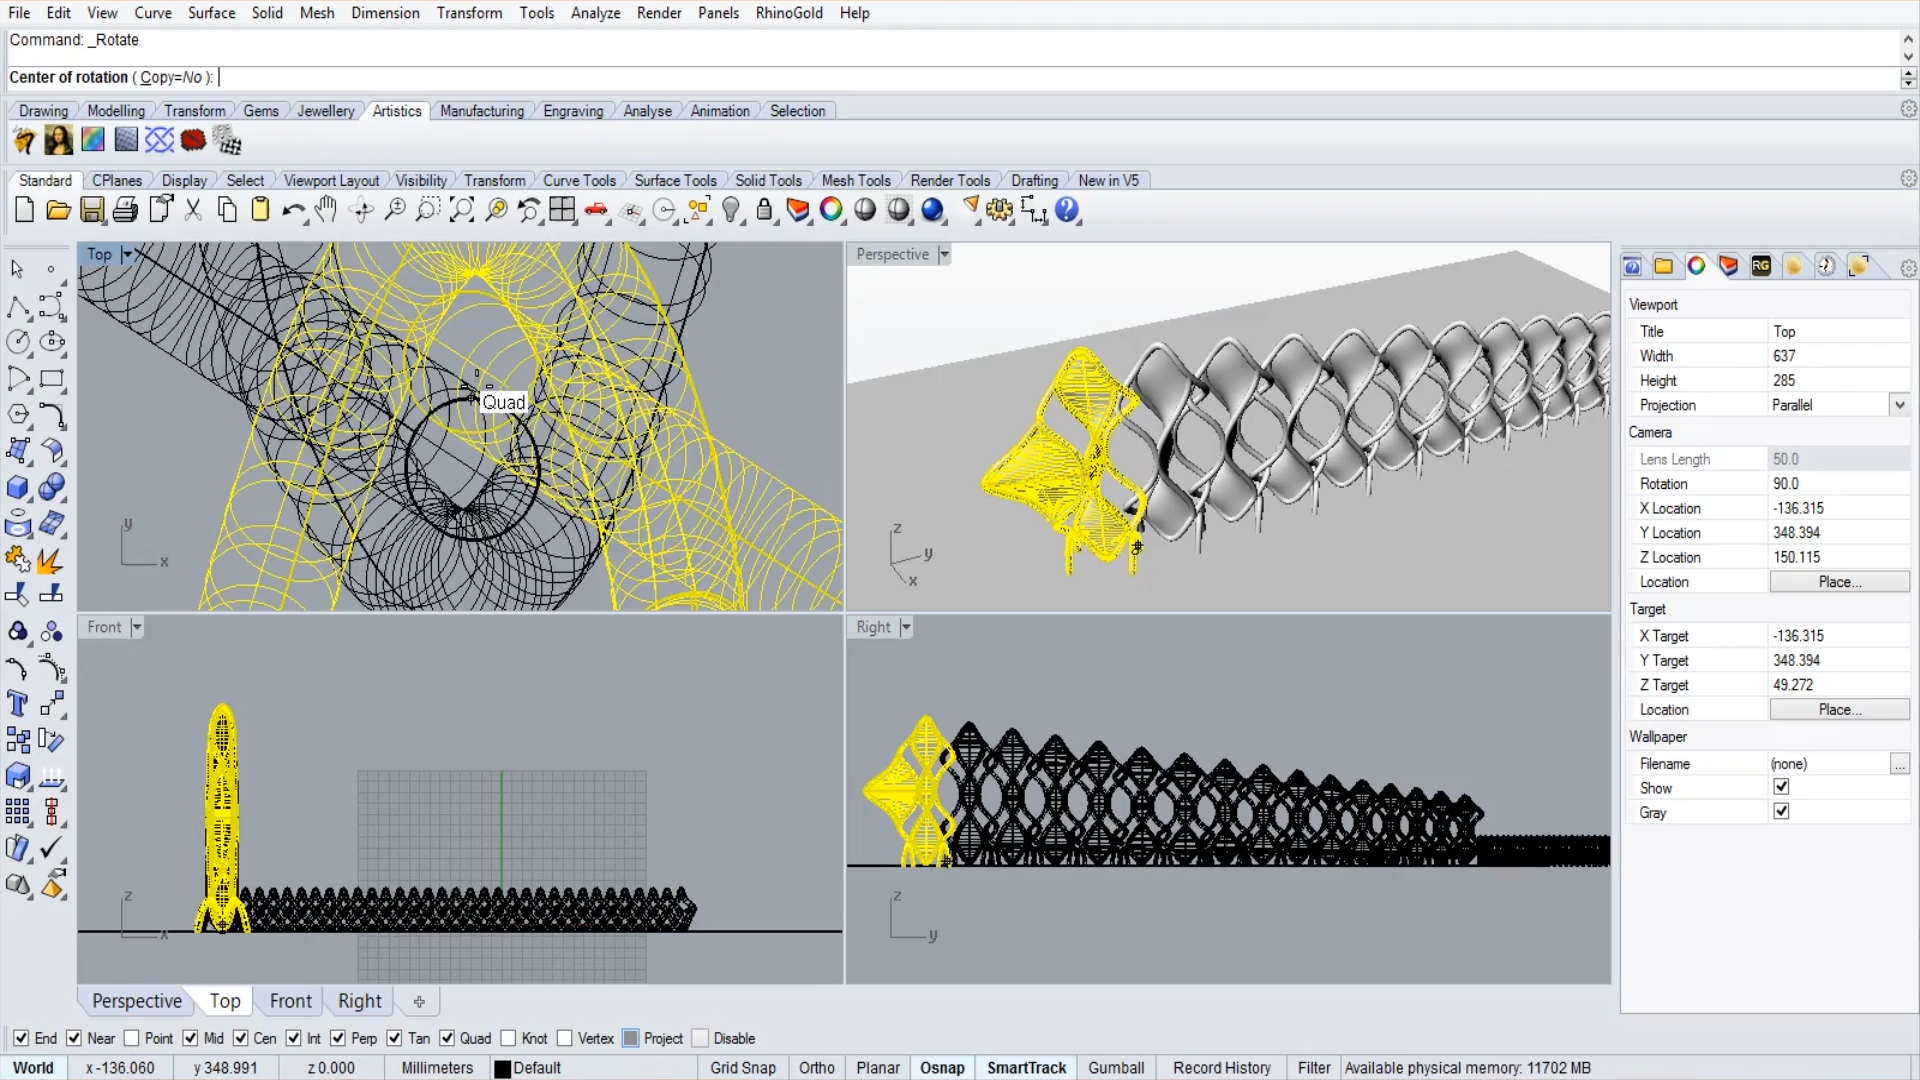 File Edit View Curve Surface Solid Mesh Dimension Transform Tools Analyze Render Panels RhinoGold Help
Command: _Rotate
Center of rotation ( Copy=No ):
Drawing Modelling Transform Gems Jewellery Artistics Manufacturing Engraving Analyse Animation Selection
Standard CPlanes Display Select Viewport Layout Visibility Transform Curve Tools Surface Tools Solid Tools Mesh Tools Render Tools Drafting New in V5
RG
Top
Perspective
Viewport
Title Top
Width 637
Height 285
Projection Parallel
Camera
Lens Length 50.0
Rotation 90.0
X Location -136.315
Y Location 348.394
Z Location 150.115
Location Place...
Target
X Target -136.315
Y Target 348.394
Z Target 49.272
Location Place...
Wallpaper
Filename (none) ...
Show
Gray
Quad
y
x
z
y
x
Front
Right
z
x
z
y
Perspective Top Front Right
End Near Point Mid Cen Int Perp Tan Quad Knot Vertex Project Disable
World x -136.060 y 348.991 z 0.000 Millimeters Default Grid Snap Ortho Planar Osnap SmartTrack Gumball Record History Filter Available physical memory: 11702 MB